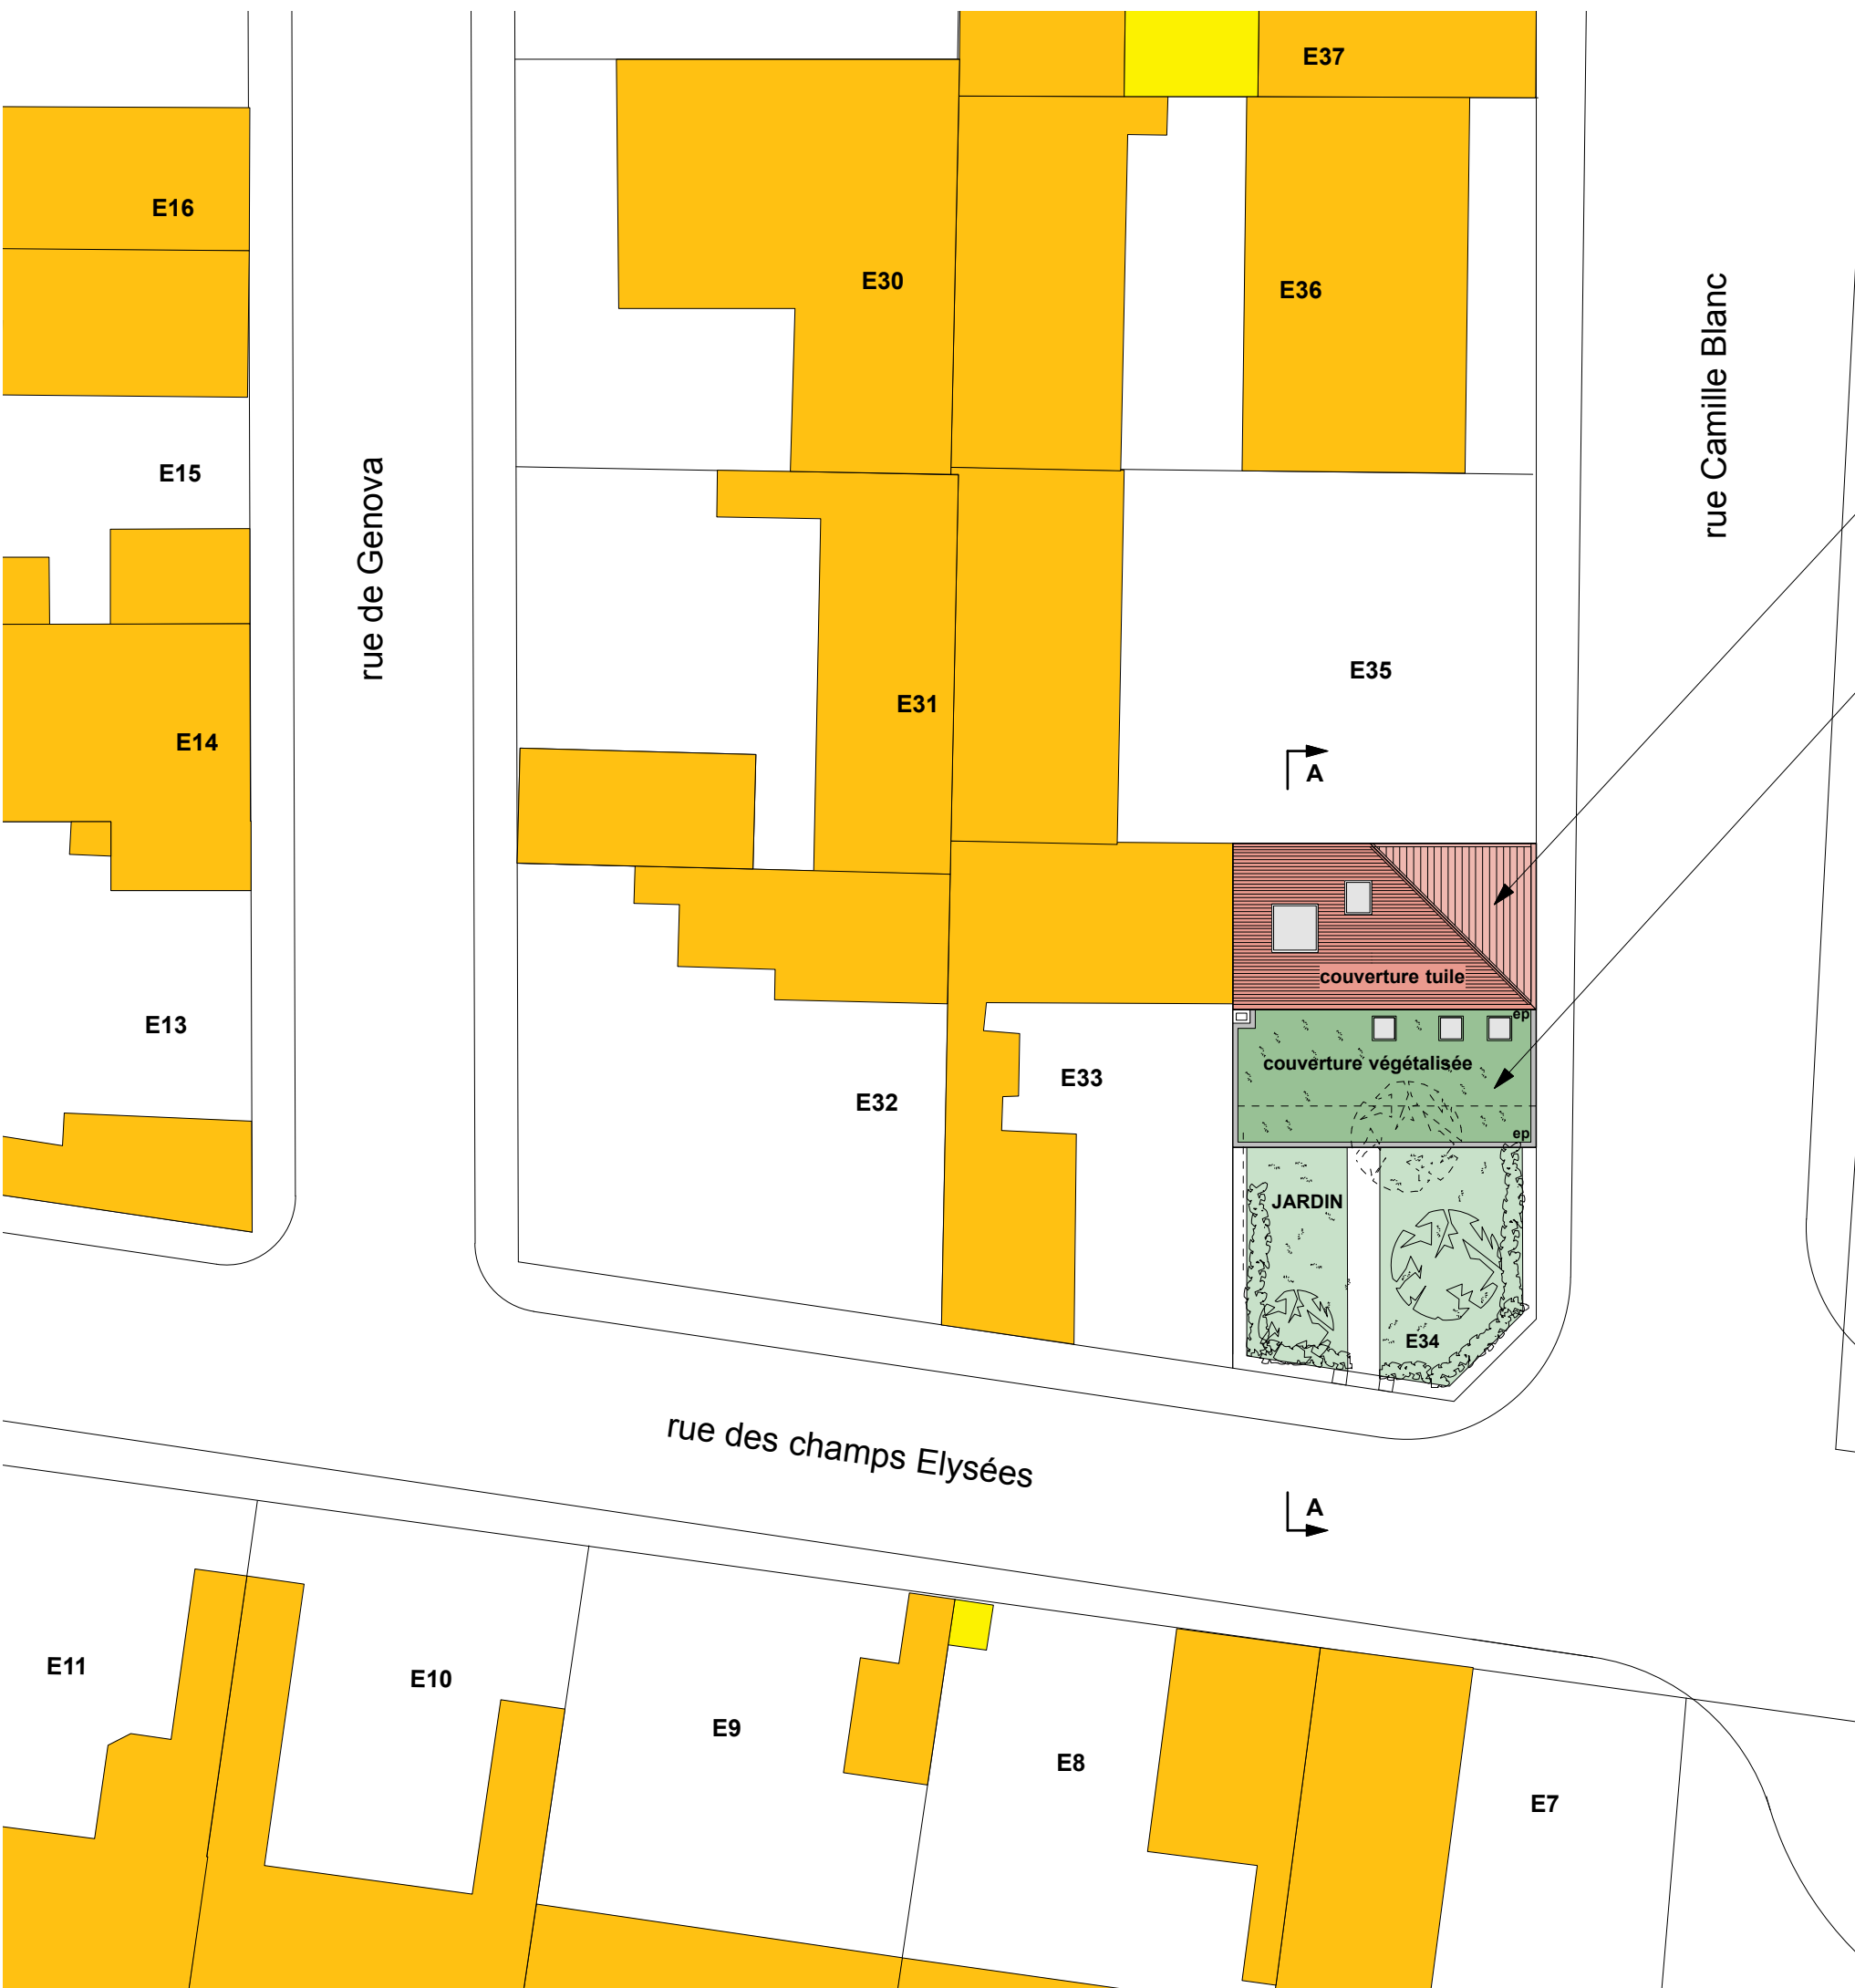 E37
E16
E30
E36
rue Camille Blanc
E15
rue de Genova
E35
E31
E14
A
couverture tuile
ep
E13
couverture végétalisée
E33
E32
ep
JARDIN
E34
rue des champs Elysées
A
E11
E10
E9
E8
E7